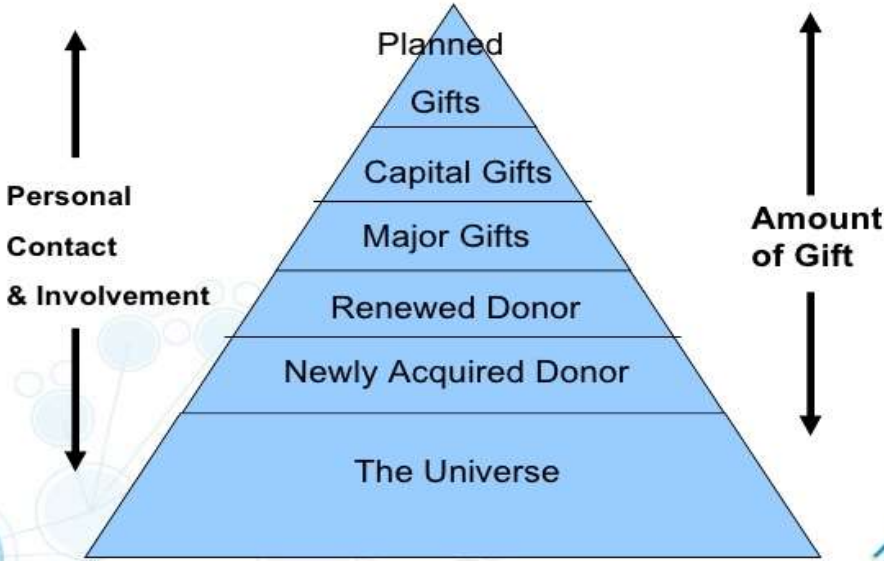 Planned
Gifts
Capital Gifts
Major Gifts
Renewed Donor
Newly Acquired Donor
The Universe
Personal
Contact
& Involvement
Amount
of Gift